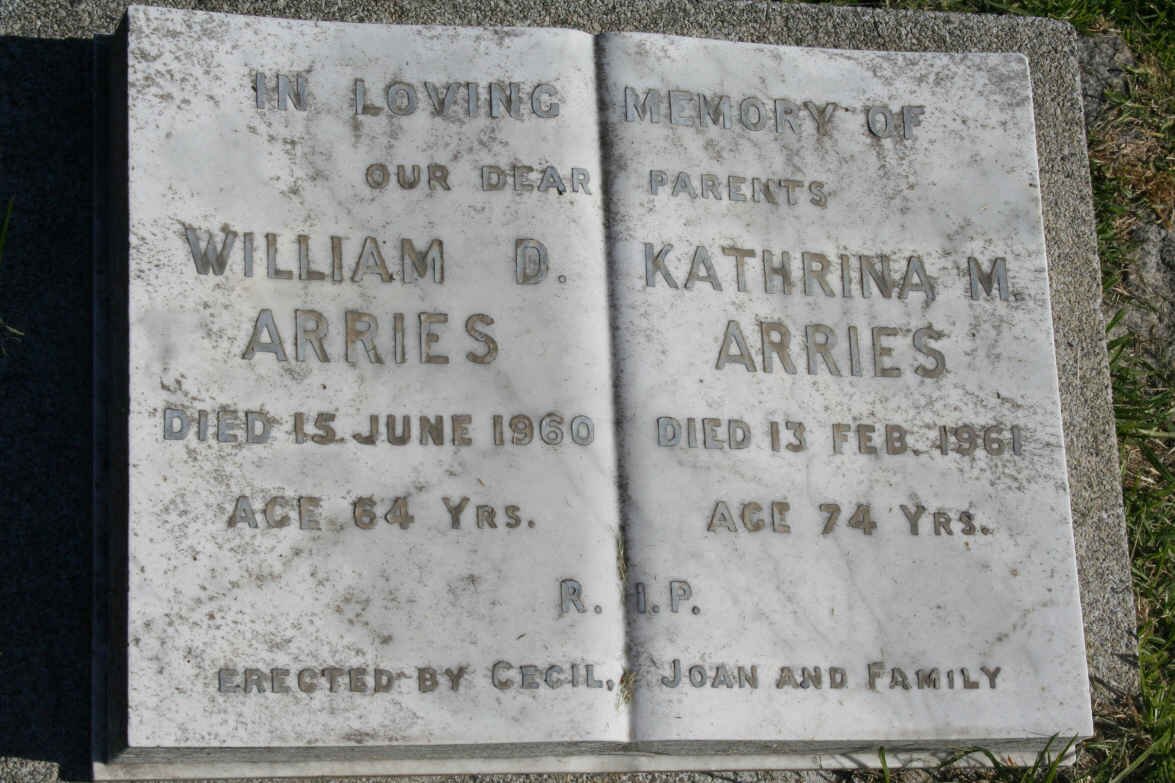 IN LOVING MEMORY OF
OUR DEAR PARENTS
WILLIAM D.
ARRIES
DIED 15 JUNE 1960
AGE 64 YRS.
KATHRINA M.
ARRIES
DIED 13 FEB. 1961
AGE 74 YRS.
R. I. P.
ERECTED BY CECIL, JOAN AND FAMILY